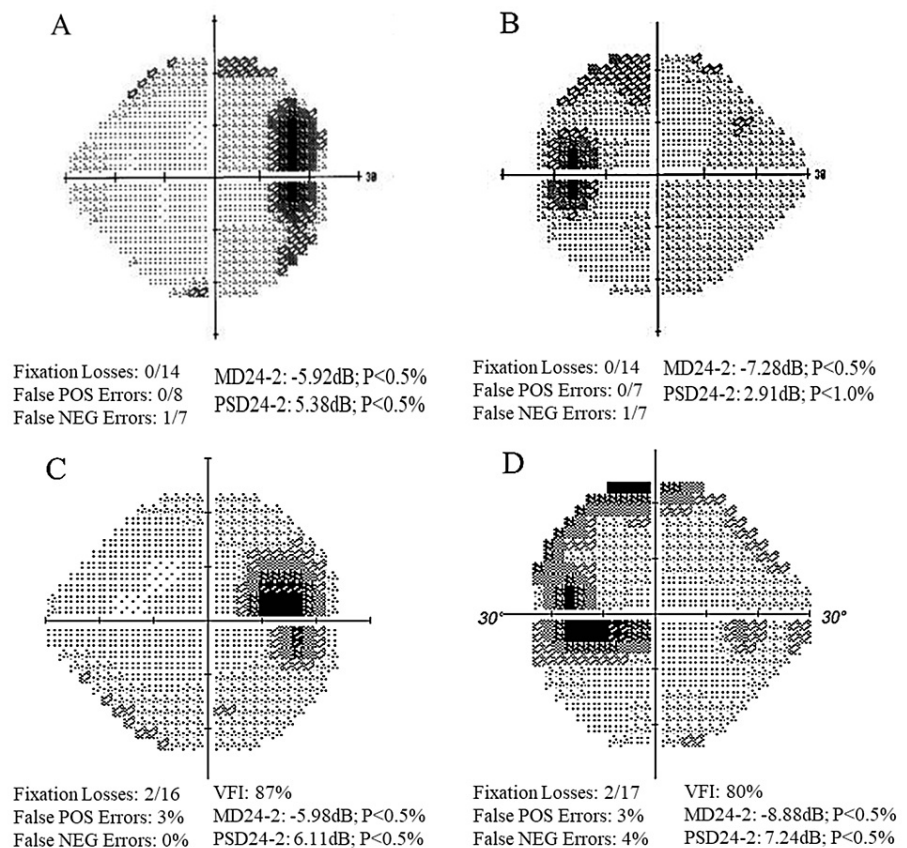 A
B
30
30
Fixation Losses: 0/14
False POS Errors: 0/8
False NEG Errors: 1/7
MD24-2: -5.92dB; P<0.5%
PSD24-2: 5.38dB; P<0.5%
Fixation Losses: 0/14
False POS Errors: 0/7
False NEG Errors: 1/7
MD24-2: -7.28dB; P<0.5%
PSD24-2: 2.91dB; P<1.0%
C
D
30°
30°
Fixation Losses: 2/16
False POS Errors: 3%
False NEG Errors: 0%
VFI: 87%
MD24-2: -5.98dB; P<0.5%
PSD24-2: 6.11dB; P<0.5%
Fixation Losses: 2/17
False POS Errors: 3%
False NEG Errors: 4%
VFI: 80%
MD24-2: -8.88dB; P<0.5%
PSD24-2: 7.24dB; P<0.5%